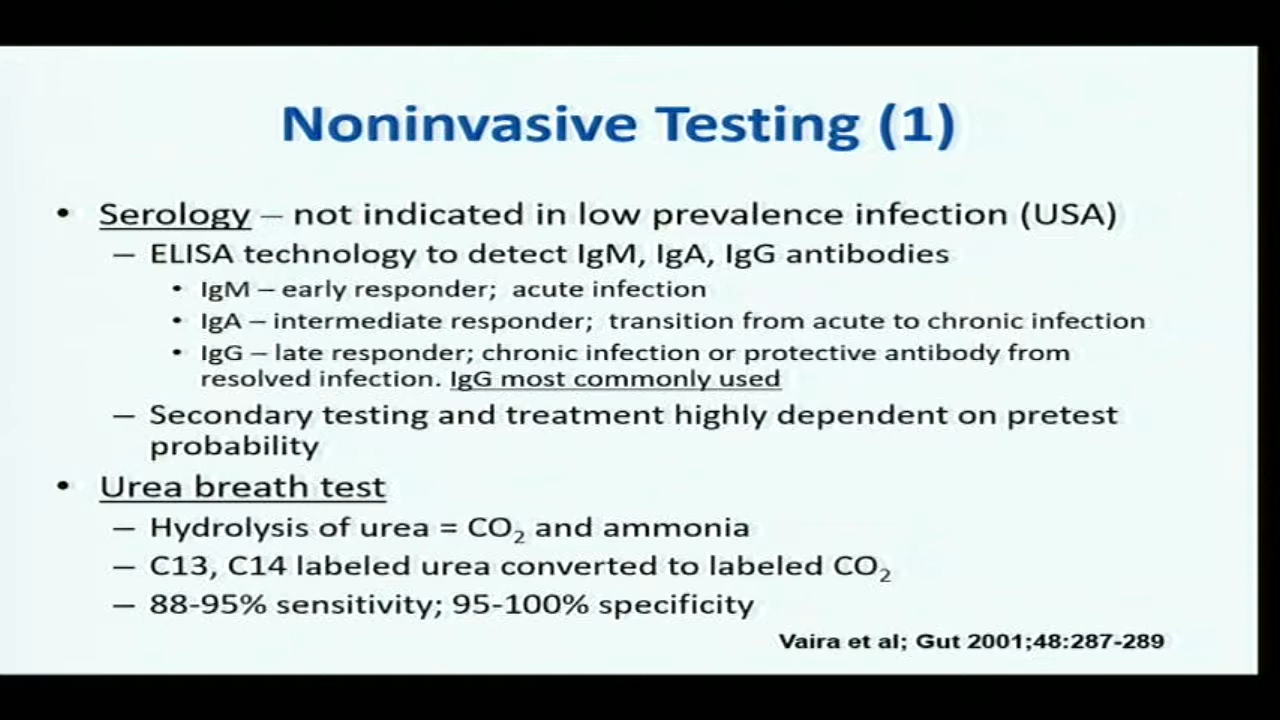 Noninvasive Testing (1)
• Serology – not indicated in low prevalence infection (USA)
– ELISA technology to detect IgM, IgA, IgG antibodies
• IgM – early responder; acute infection
• IgA – intermediate responder; transition from acute to chronic infection
• IgG – late responder; chronic infection or protective antibody from
resolved infection. IgG most commonly used
– Secondary testing and treatment highly dependent on pretest
probability
• Urea breath test
– Hydrolysis of urea = CO₂ and ammonia
– C13, C14 labeled urea converted to labeled CO₂
– 88-95% sensitivity; 95-100% specificity
Vaira et al; Gut 2001;48:287-289